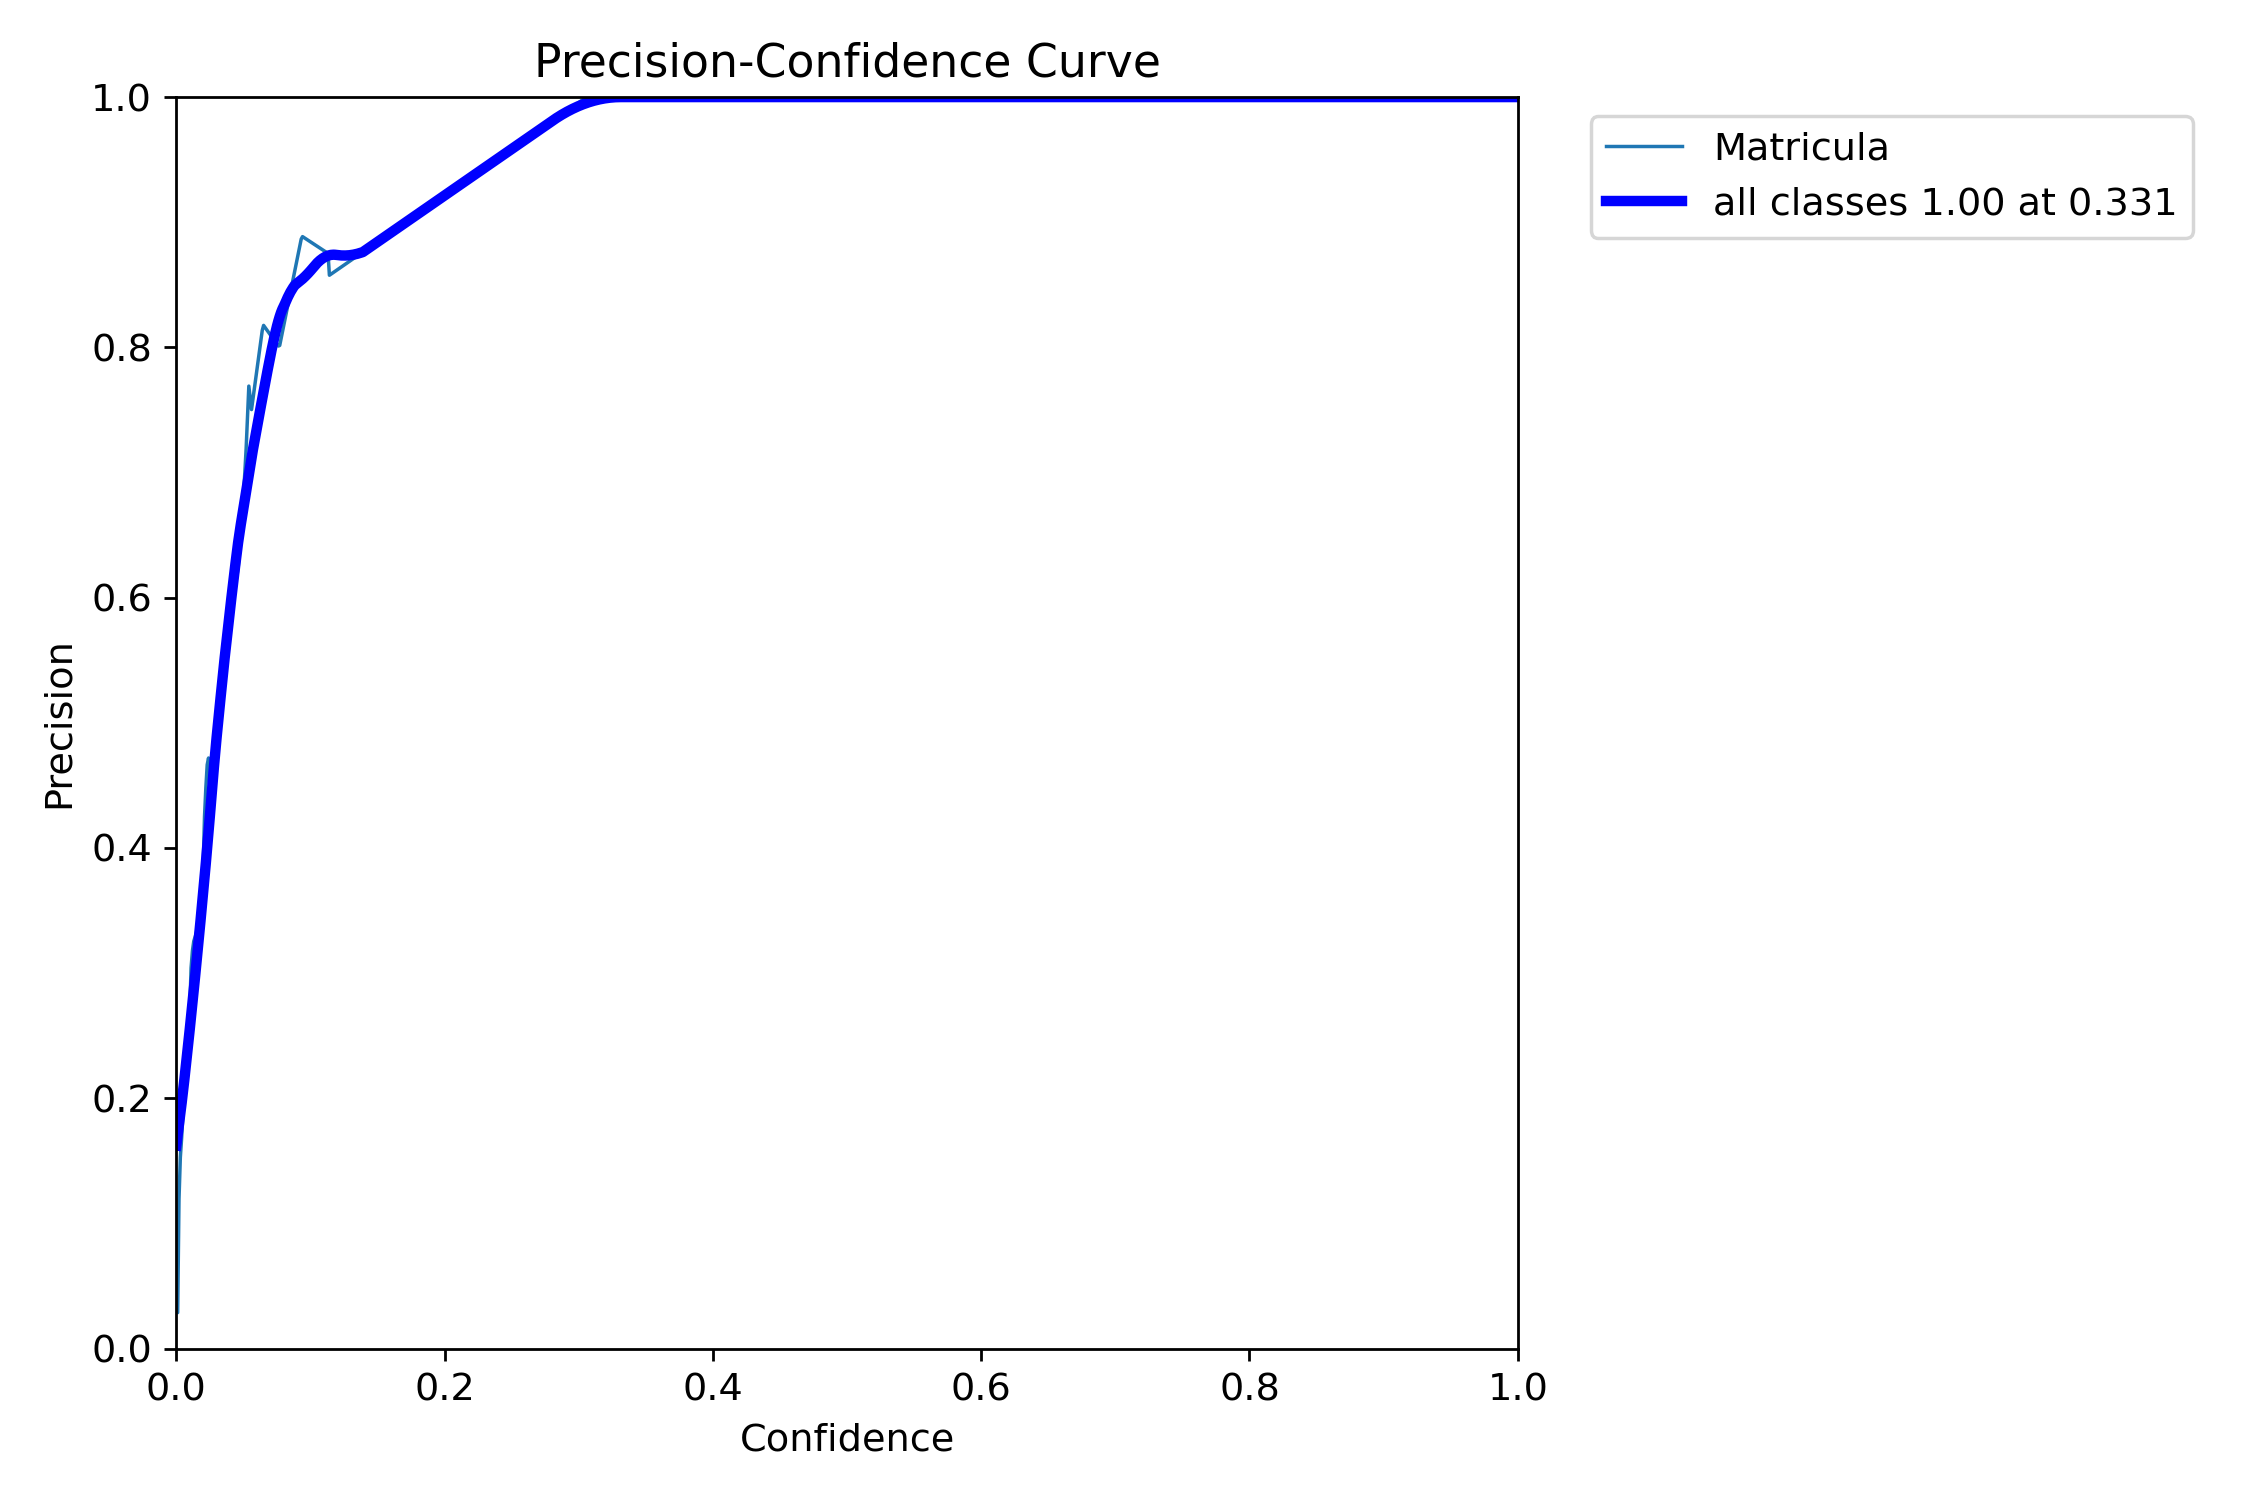 Precision-Confidence Curve
1.0
0.8
0.6
0.4
0.2
0.0
Precision
0.0 0.2 0.4 0.6 0.8 1.0
Confidence
Matricula
all classes 1.00 at 0.331